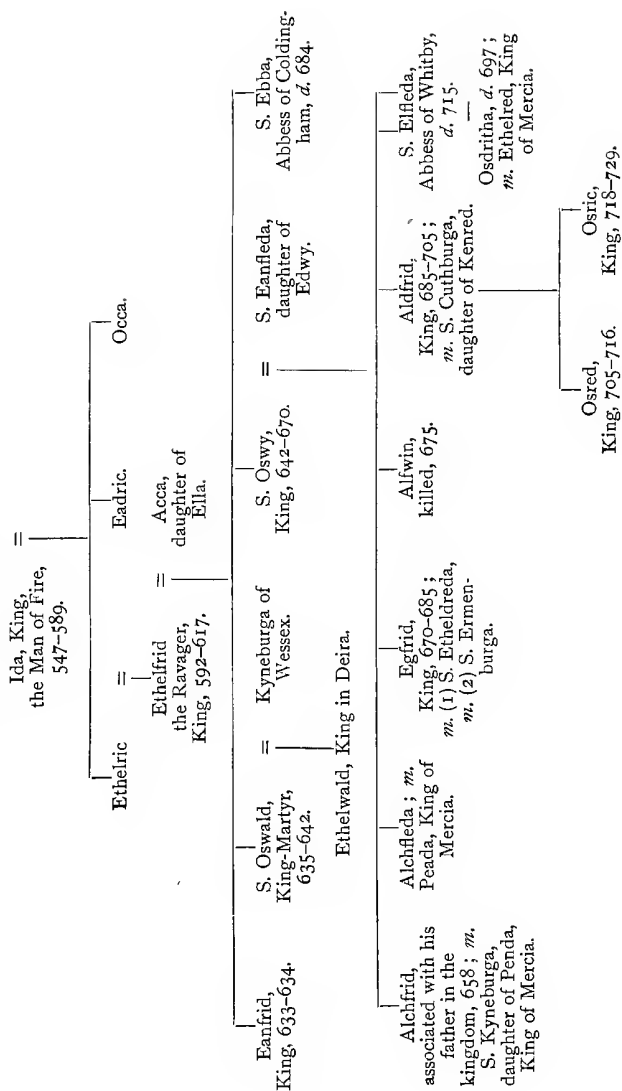 Ida, King,
the Man of Fire,
547–589.
=
Ethelric
Eadric.
Occa.
=
Ethelfrid
the Ravager,
King, 592–617.
=
Acca,
daughter of
Ella.
Eanfrid,
King, 633–634.
S. Oswald,
King-Martyr,
635–642.
=
Kyneburga of
Wessex.
S. Oswy,
King, 642–670.
=
S. Eanfleda,
daughter of
Edwy.
S. Ebba,
Abbess of Colding-
ham, d. 684.
Ethelwald, King in Deira.
Alchfrid,
associated with his
father in the
kingdom, 658; m.
S. Kyneburga,
daughter of Penda,
King of Mercia.
Alchfleda; m.
Peada, King of
Mercia.
Egfrid,
King, 670–685;
m. (1) S. Etheldreda,
m. (2) S. Ermen-
burga.
Alfwin,
killed, 675.
Aldfrid,
King, 685–705;
m. S. Cuthburga,
daughter of Kenred.
S. Elfleda,
Abbess of Whitby,
d. 715.
—
Osdritha, d. 697;
m. Ethelred, King
of Mercia.
Osred,
King, 705–716.
Osric,
King, 718–729.